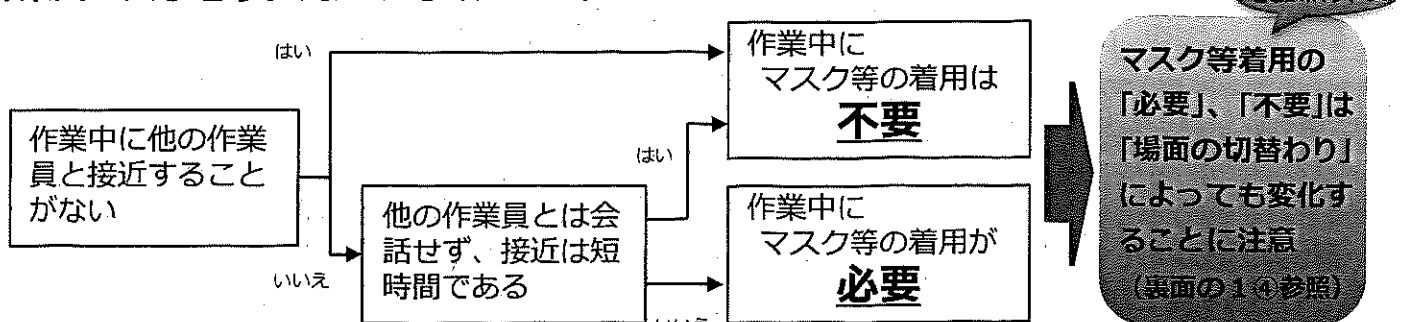 はい
作業中に他の作業
員と接近すること
がない
いいえ
他の作業員とは会
話せず、接近は短
時間である
はい
いいえ
作業中に
マスク等の着用は
不要
作業中に
マスク等の着用が
必要
マスク等着用の
「必要」、「不要」は
「場面の切替わり」
によっても変化す
ることに注意
(裏面の1④参照)